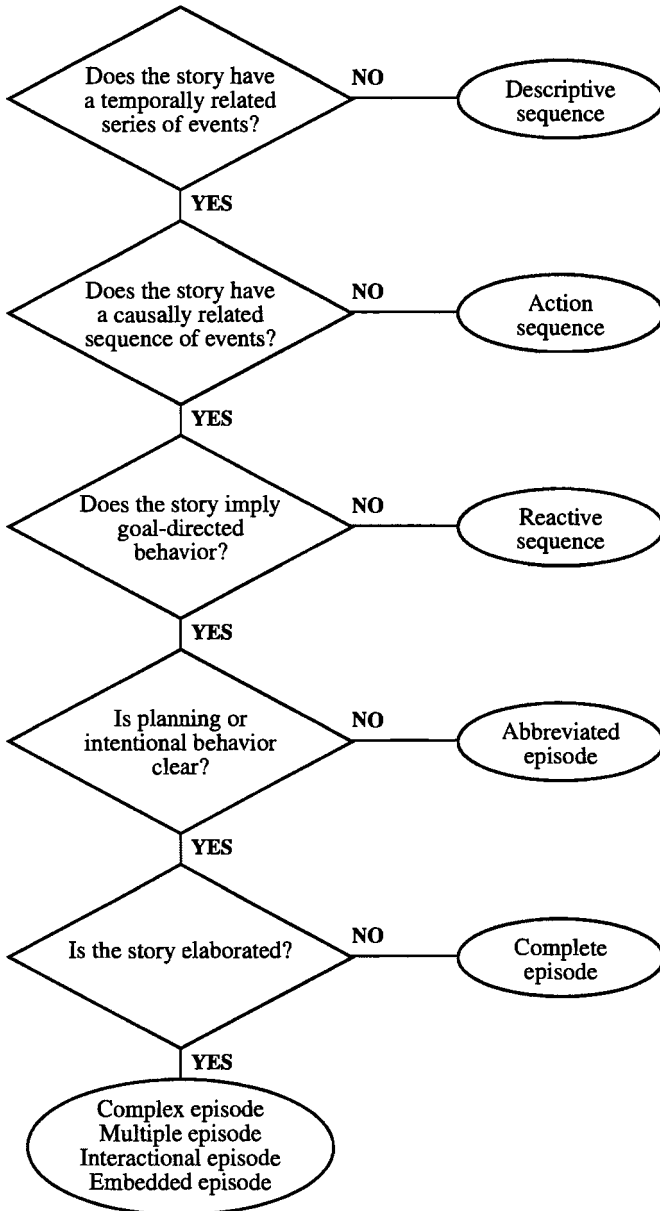 Does the story have
a temporally related
series of events?
NO
Descriptive
sequence
YES
Does the story have
a causally related
sequence of events?
NO
Action
sequence
YES
Does the story imply
goal-directed
behavior?
NO
Reactive
sequence
YES
Is planning or
intentional behavior
clear?
NO
Abbreviated
episode
YES
Is the story elaborated?
NO
Complete
episode
YES
Complex episode
Multiple episode
Interactional episode
Embedded episode